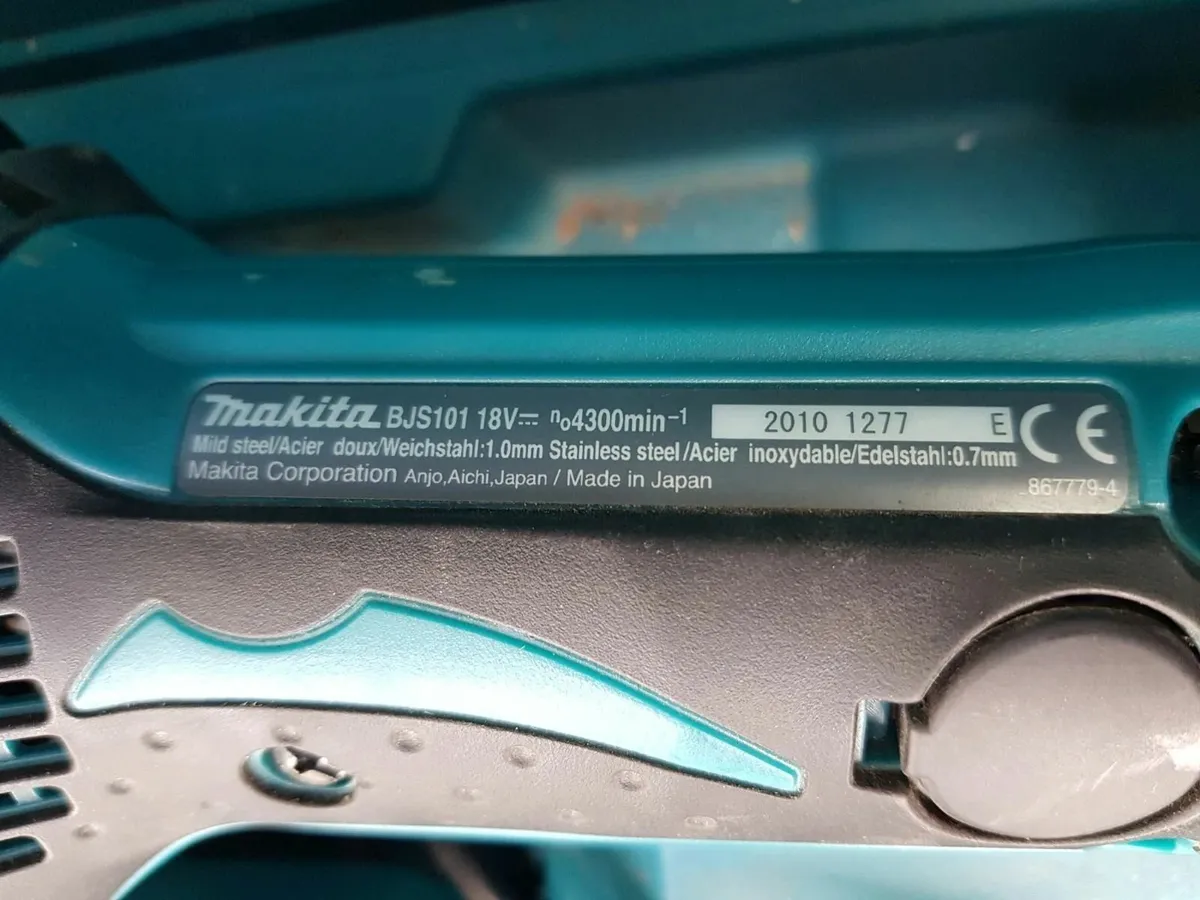 makita BJS101 18V⎓ n₀4300min⁻¹ 2010 1277 E CE
Mild steel/Acier doux/Weichstahl:1.0mm Stainless steel/Acier inoxydable/Edelstahl:0.7mm
Makita Corporation Anjo,Aichi,Japan / Made in Japan 867779-4